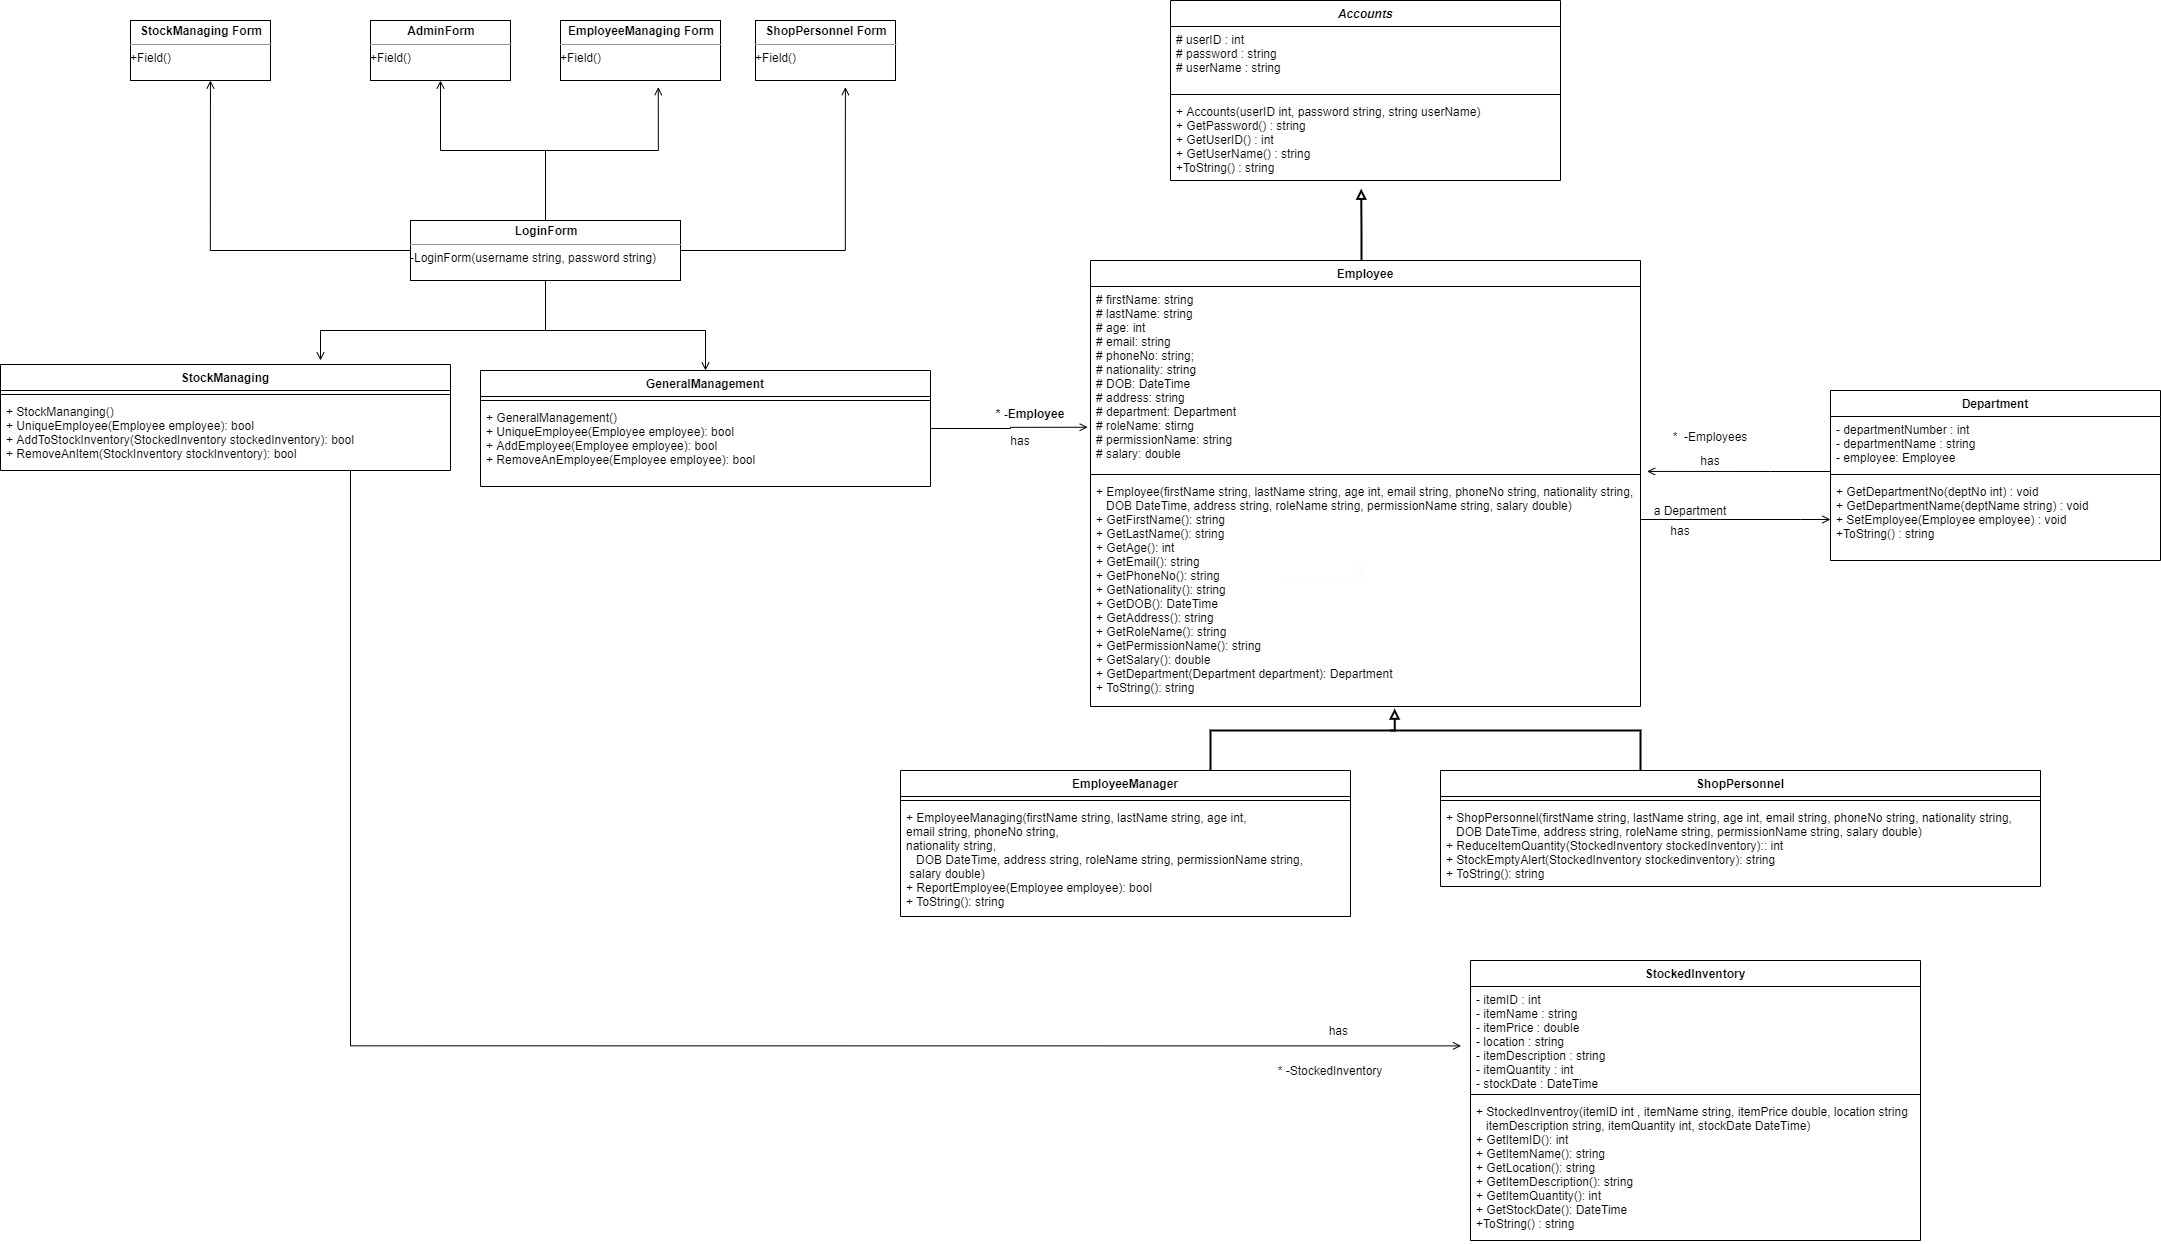 StockManaging Form
+Field()
AdminForm
+Field()
EmployeeManaging Form
+Field()
ShopPersonnel Form
+Field()
Accounts
# userID : int
# password : string
# userName : string
+ Accounts(userID int, password string, string userName)
+ GetPassword() : string
+ GetUserID() : int
+ GetUserName() : string
+ToString() : string
LoginForm
-LoginForm(username string, password string)
StockManaging
+ StockMananging()
+ UniqueEmployee(Employee employee): bool
+ AddToStockInventory(StockedInventory stockedInventory): bool
+ RemoveAnItem(StockInventory stockInventory): bool
GeneralManagement
+ GeneralManagement()
+ UniqueEmployee(Employee employee): bool
+ AddEmployee(Employee employee): bool
+ RemoveAnEmployee(Employee employee): bool
* -Employee
has
Employee
# firstName: string
# lastName: string
# age: int
# email: string
# phoneNo: string;
# nationality: string
# DOB: DateTime
# address: string
# department: Department
# roleName: stirng
# permissionName: string
# salary: double
+ Employee(firstName string, lastName string, age int, email string, phoneNo string, nationality string,
DOB DateTime, address string, roleName string, permissionName string, salary double)
+ GetFirstName(): string
+ GetLastName(): string
+ GetAge(): int
+ GetEmail(): string
+ GetPhoneNo(): string
+ GetNationality(): string
+ GetDOB(): DateTime
+ GetAddress(): string
+ GetRoleName(): string
+ GetPermissionName(): string
+ GetSalary(): double
+ GetDepartment(Department department): Department
+ ToString(): string
* -Employees
has
a Department
has
Department
- departmentNumber : int
- departmentName : string
- employee: Employee
+ GetDepartmentNo(deptNo int) : void
+ GetDepartmentName(deptName string) : void
+ SetEmployee(Employee employee) : void
+ToString() : string
EmployeeManager
+ EmployeeManaging(firstName string, lastName string, age int,
email string, phoneNo string,
nationality string,
DOB DateTime, address string, roleName string, permissionName string,
salary double)
+ ReportEmployee(Employee employee): bool
+ ToString(): string
ShopPersonnel
+ ShopPersonnel(firstName string, lastName string, age int, email string, phoneNo string, nationality string,
DOB DateTime, address string, roleName string, permissionName string, salary double)
+ ReduceItemQuantity(StockedInventory stockedInventory):: int
+ StockEmptyAlert(StockedInventory stockedinventory): string
+ ToString(): string
has
* -StockedInventory
StockedInventory
- itemID : int
- itemName : string
- itemPrice : double
- location : string
- itemDescription : string
- itemQuantity : int
- stockDate : DateTime
+ StockedInventroy(itemID int , itemName string, itemPrice double, location string
itemDescription string, itemQuantity int, stockDate DateTime)
+ GetItemID(): int
+ GetItemName(): string
+ GetLocation(): string
+ GetItemDescription(): string
+ GetItemQuantity(): int
+ GetStockDate(): DateTime
+ToString() : string